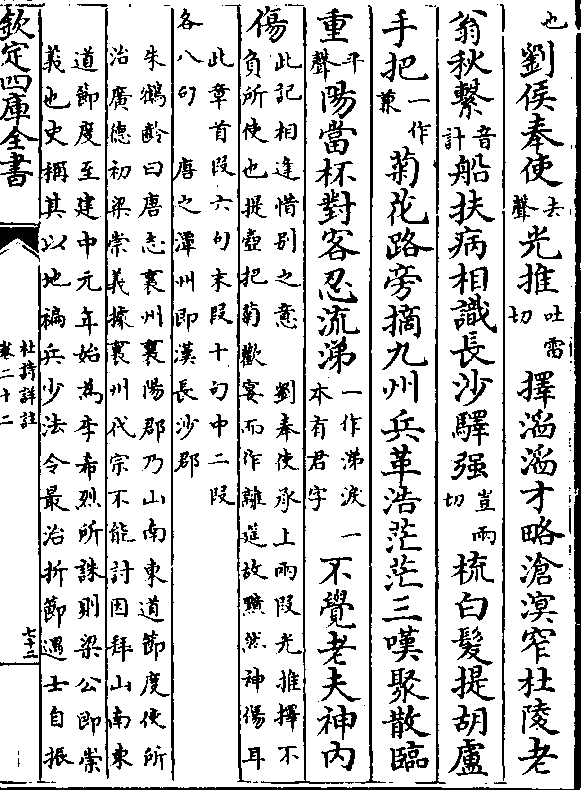 也劉侯奉使去聲光推吐雷切擇滔滔才略滄溟窄杜陵老
翁秋繫音計船扶病相識長沙驛强豈兩切梳白髮提胡盧
手把一作兼菊花路旁摘九州兵革浩茫茫三嘆聚散臨
重平聲陽當杯對客忍流涕一作涕淚一本有君字不覺老夫神內
傷
此記相逢惜别之意 劉奉使承上兩段光推擇不
負所使也提壺把菊歡宴而作離筵故黯然神傷耳
此章首段六句末段十句中二段
各八句 唐之潭州即漢長沙郡
朱鶴齡曰唐志襄州襄陽郡乃山南東道節度使所
治廣德初梁崇義據襄州代宗不能討因拜山南東
道節度至建中元年始為李希烈所誅則梁公即崇
義也史稱其以地褊兵少法令最治折節遇士自振
欽定四庫全書
杜詩詳註
卷二十二